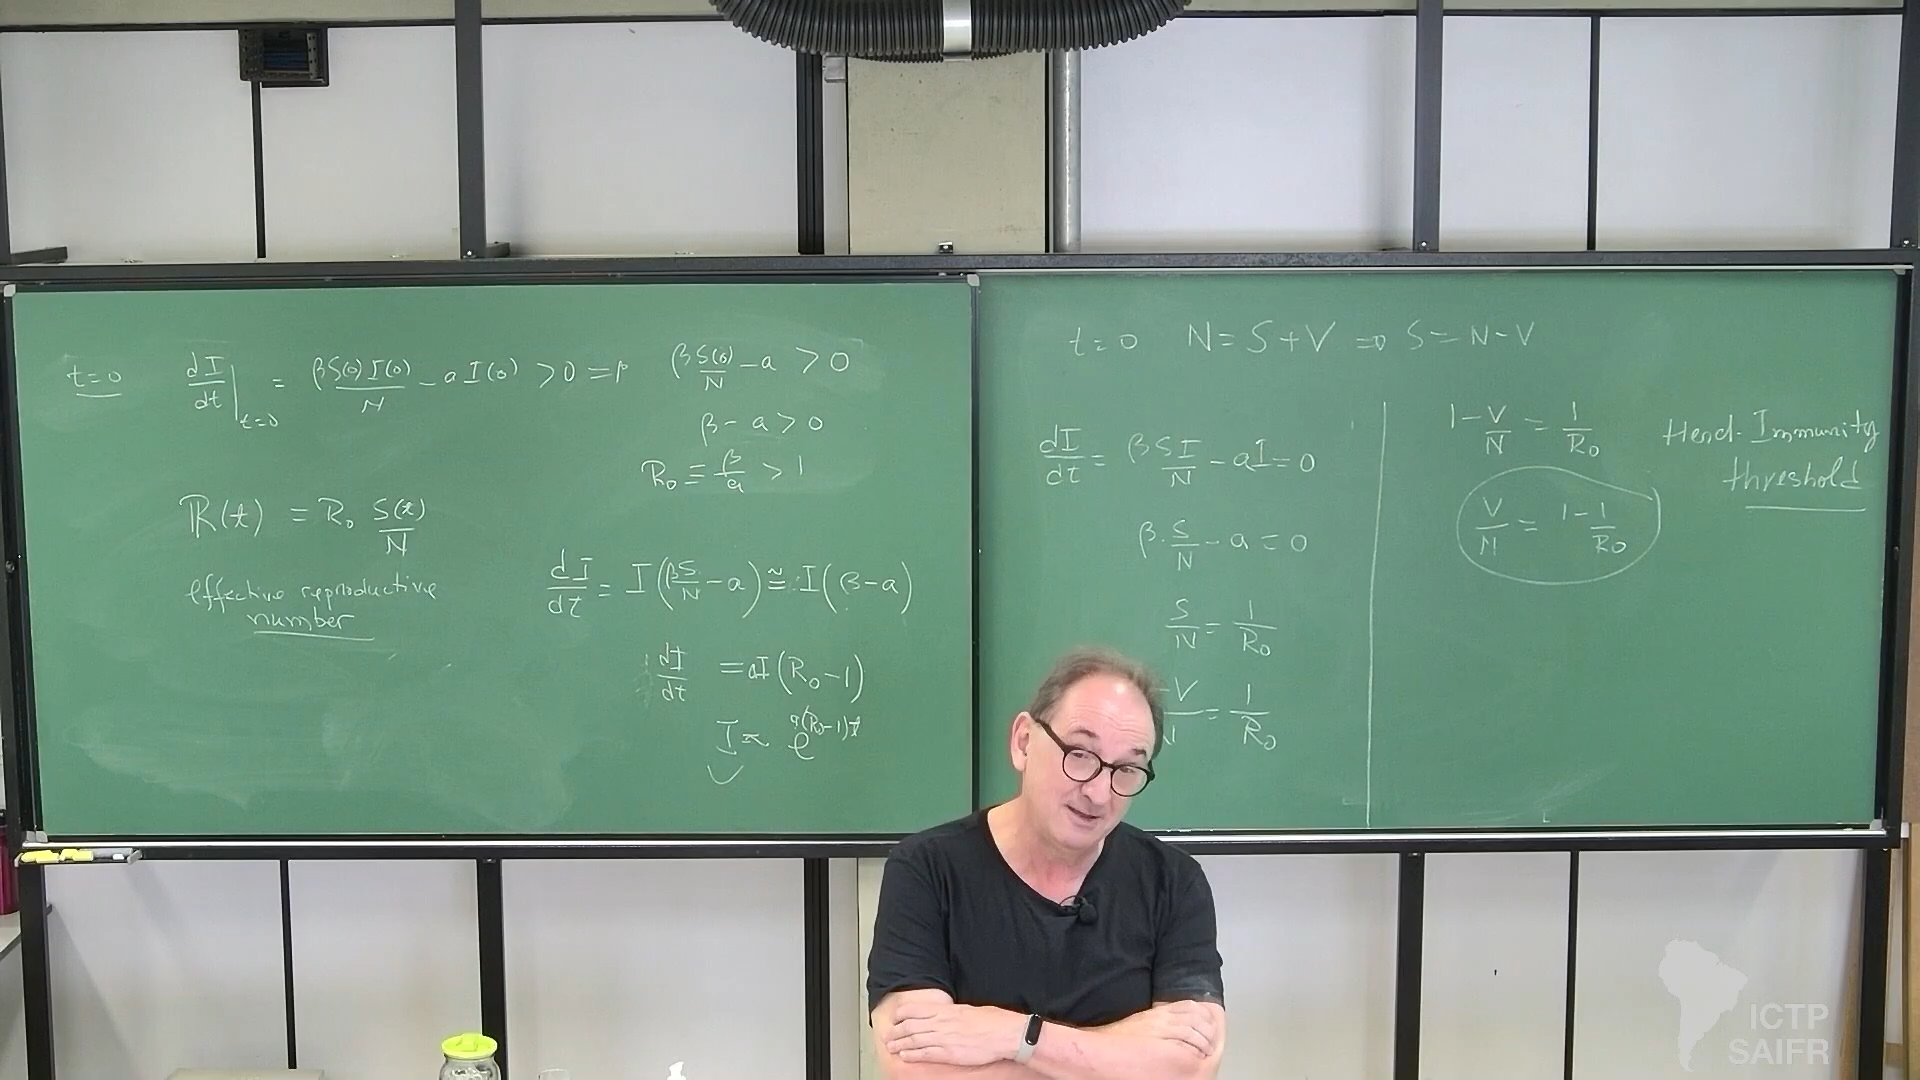 t=0 dI/dt|t=0 = βS(0)I(0)/N - aI(0) >0 ⇒ βS(0)/N - a > 0
β - a > 0
R₀ ≡ β/a > 1
R(t) = R₀ S(t)/N
effective reproductive
number
dI/dt = I(βS/N - a) ≅ I(β-a)
dI/dt = aI(R₀-1)
I ≈ e^{a(R₀-1)t}
t=0 N=S+V ⇒ S=N-V
dI/dt = βSI/N - aI=0
β·S/N - a = 0
S/N = 1/R₀
-V = 1/R₀
1-V/N = 1/R₀
V/N = 1-1/R₀
Herd-Immunity
threshold
ICTP
SAIFR